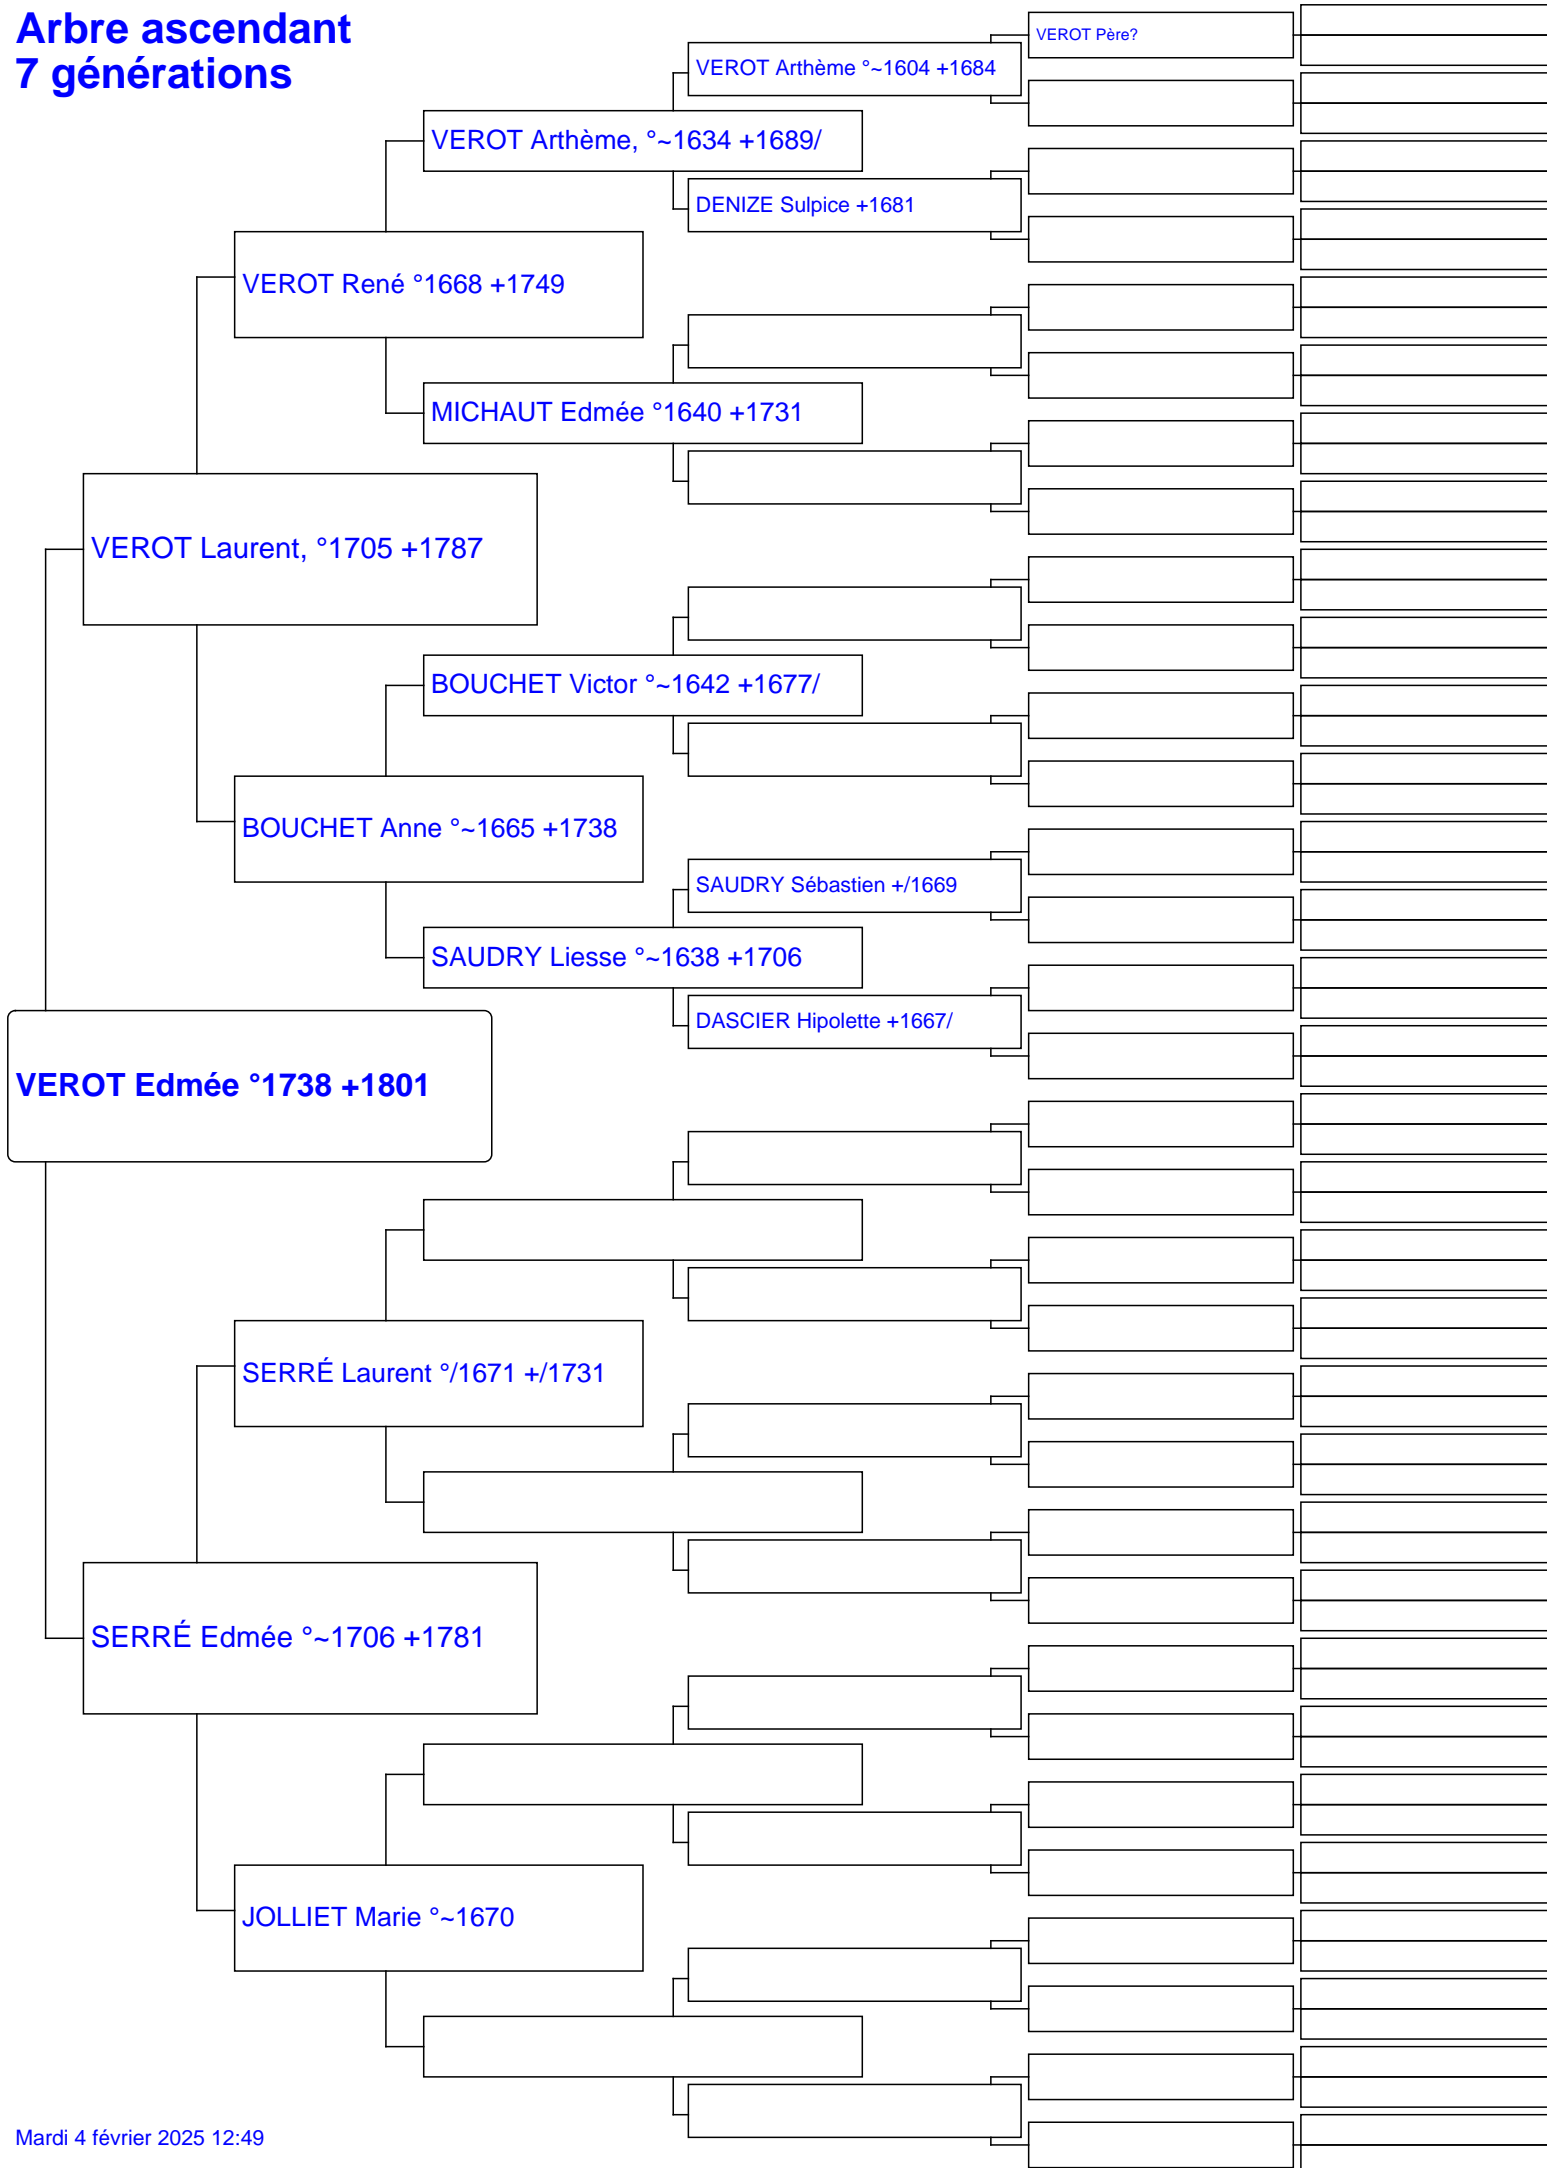 Arbre ascendant
7 générations
VEROT Père?
VEROT Arthème °~1604 +1684
VEROT Arthème, °~1634 +1689/
DENIZE Sulpice +1681
VEROT René °1668 +1749
MICHAUT Edmée °1640 +1731
VEROT Laurent, °1705 +1787
BOUCHET Victor °~1642 +1677/
BOUCHET Anne °~1665 +1738
SAUDRY Sébastien +/1669
SAUDRY Liesse °~1638 +1706
DASCIER Hipolette +1667/
VEROT Edmée °1738 +1801
SERRÉ Laurent °/1671 +/1731
SERRÉ Edmée °~1706 +1781
JOLLIET Marie °~1670
Mardi 4 février 2025 12:49